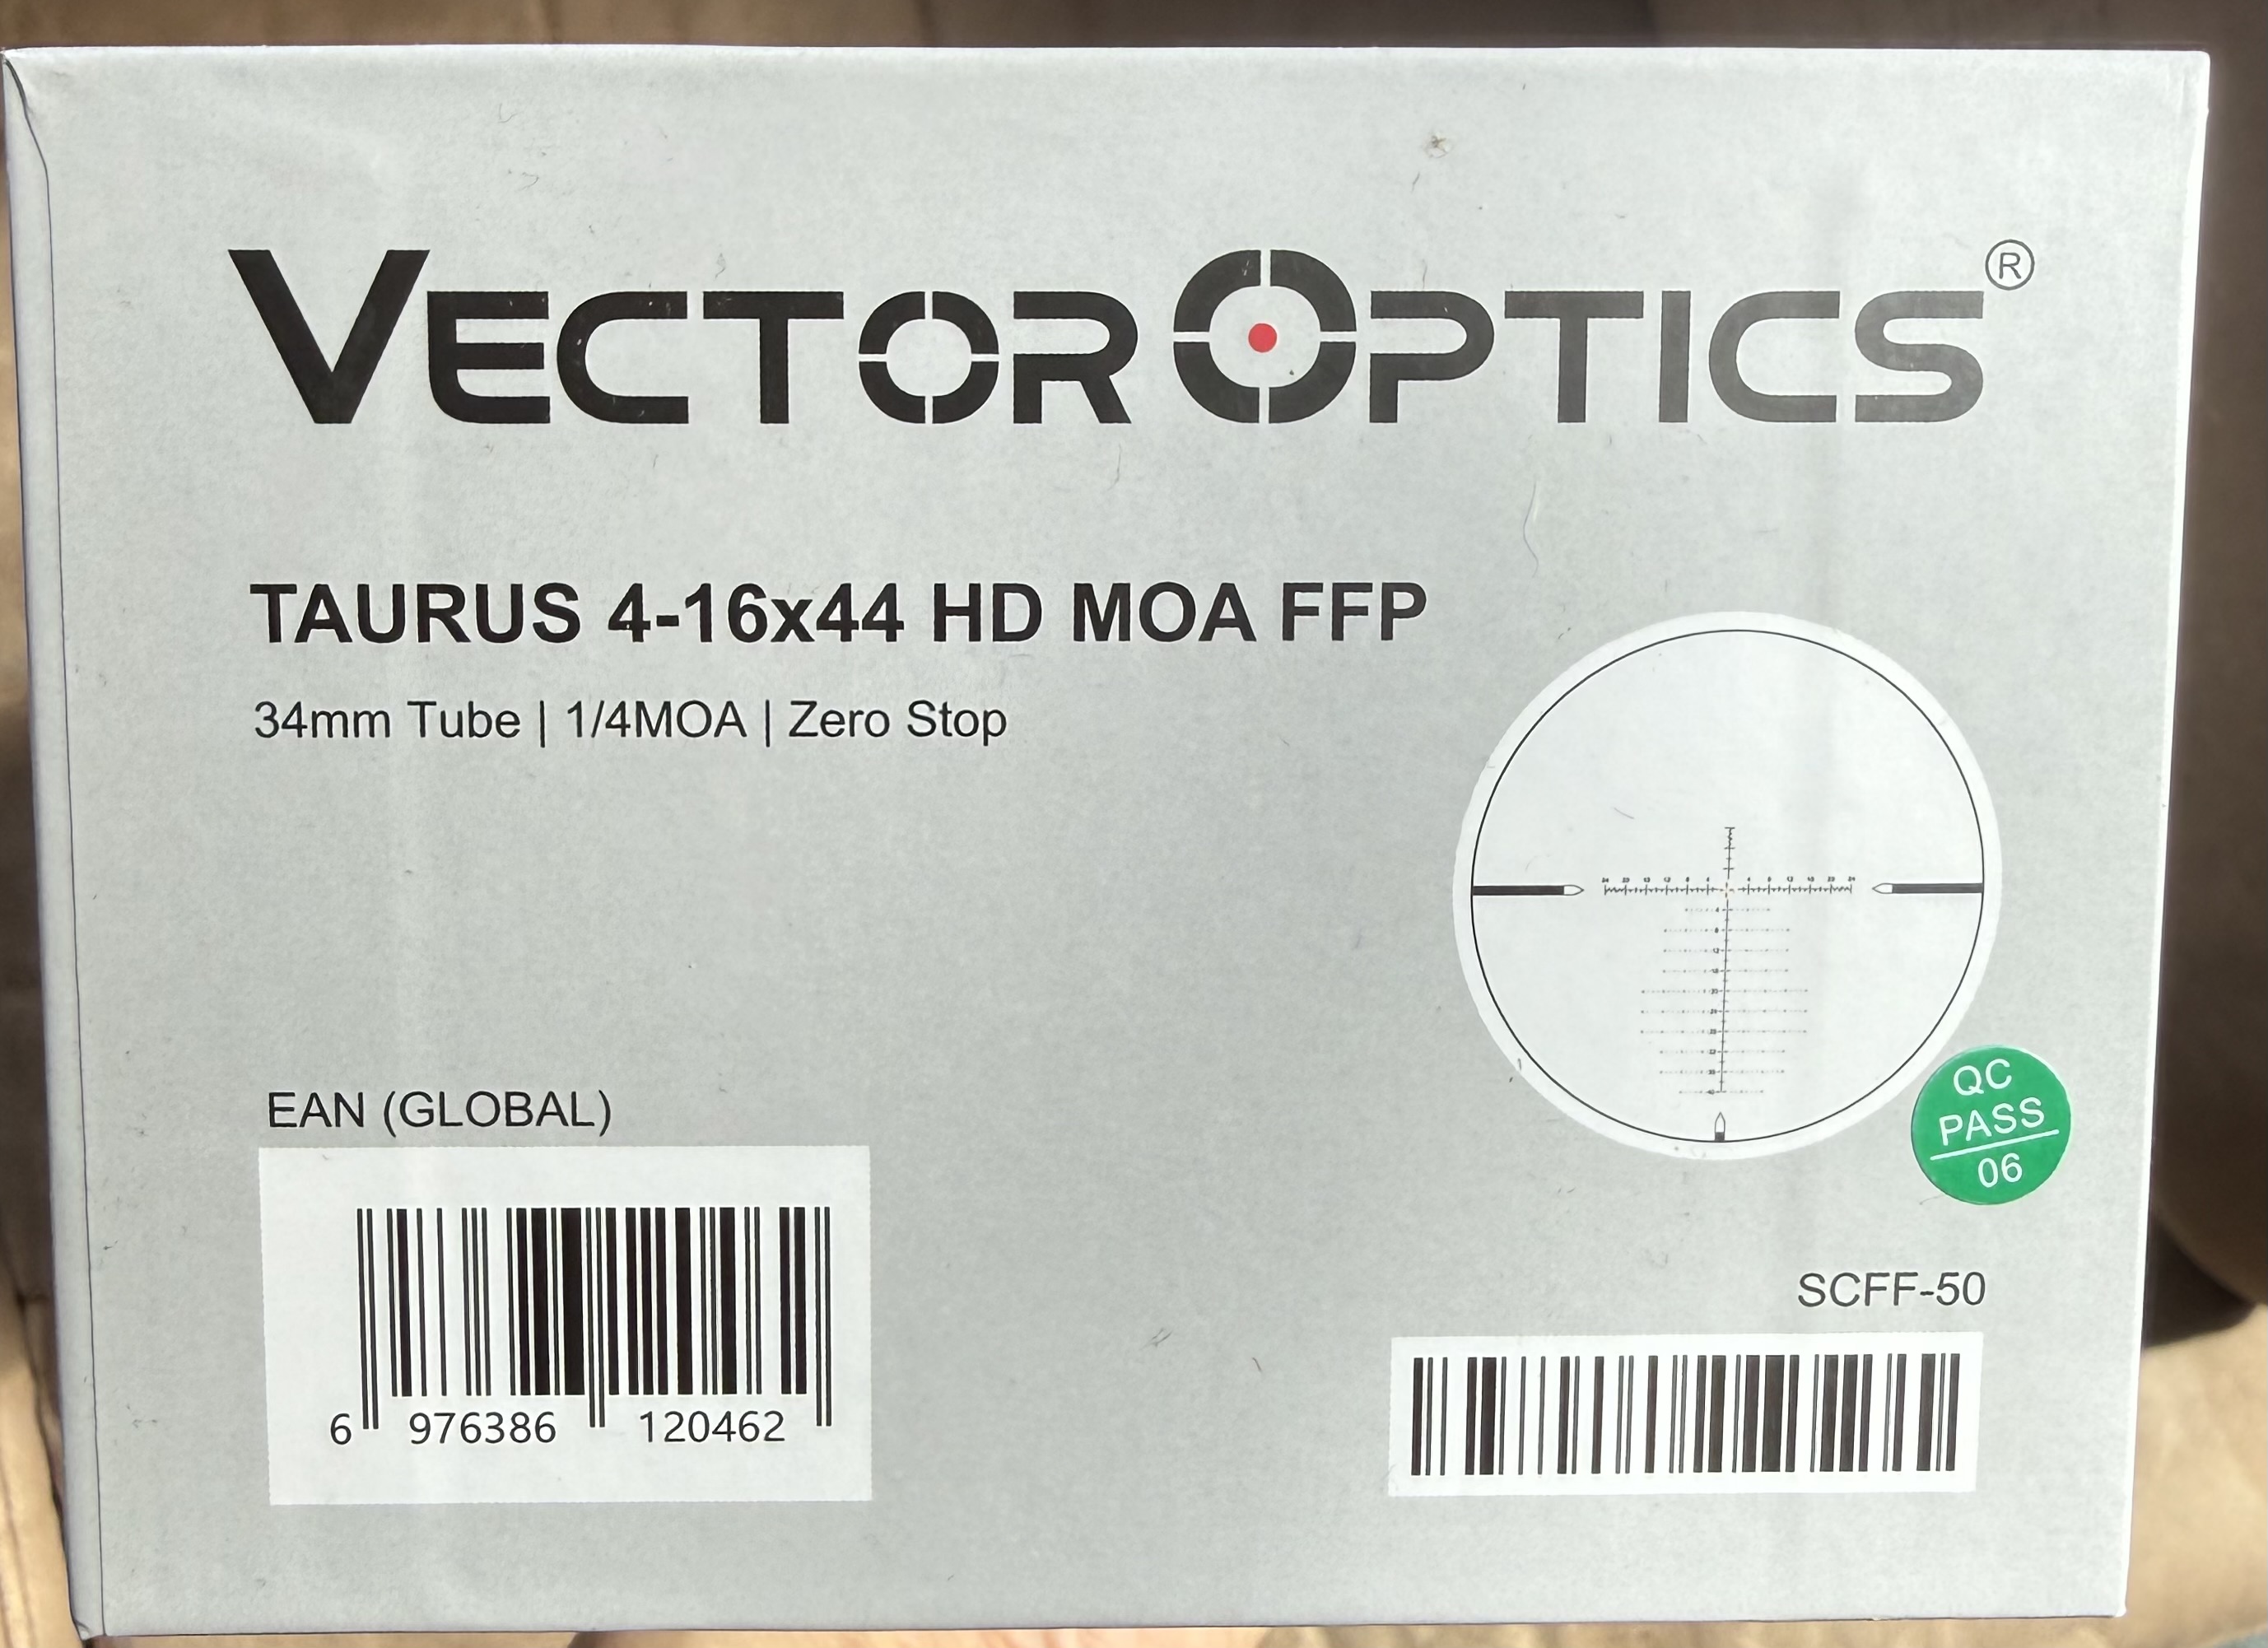 VECTOR OPTICS®
TAURUS 4-16x44 HD MOA FFP
34mm Tube | 1/4MOA | Zero Stop
EAN (GLOBAL)
6 976386 120462
QC
PASS
06
SCFF-50